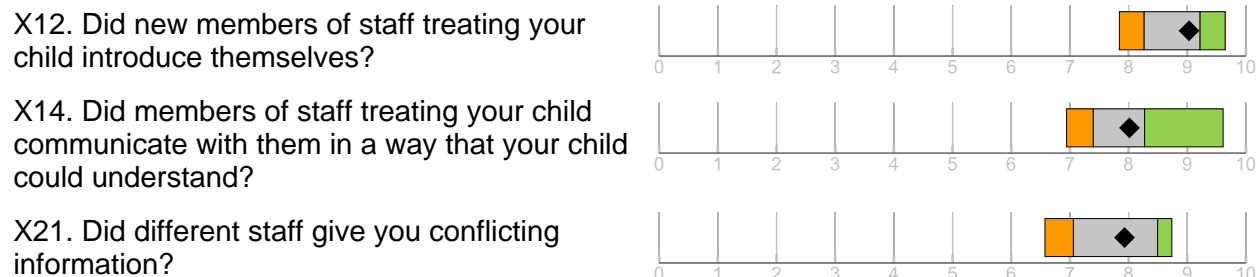 X12. Did new members of staff treating your
child introduce themselves?
0 1 2 3 4 5 6 7 8 9 10
X14. Did members of staff treating your child
communicate with them in a way that your child
could understand?
0 1 2 3 4 5 6 7 8 9 10
X21. Did different staff give you conflicting
information?
0 1 2 3 4 5 6 7 8 9 10